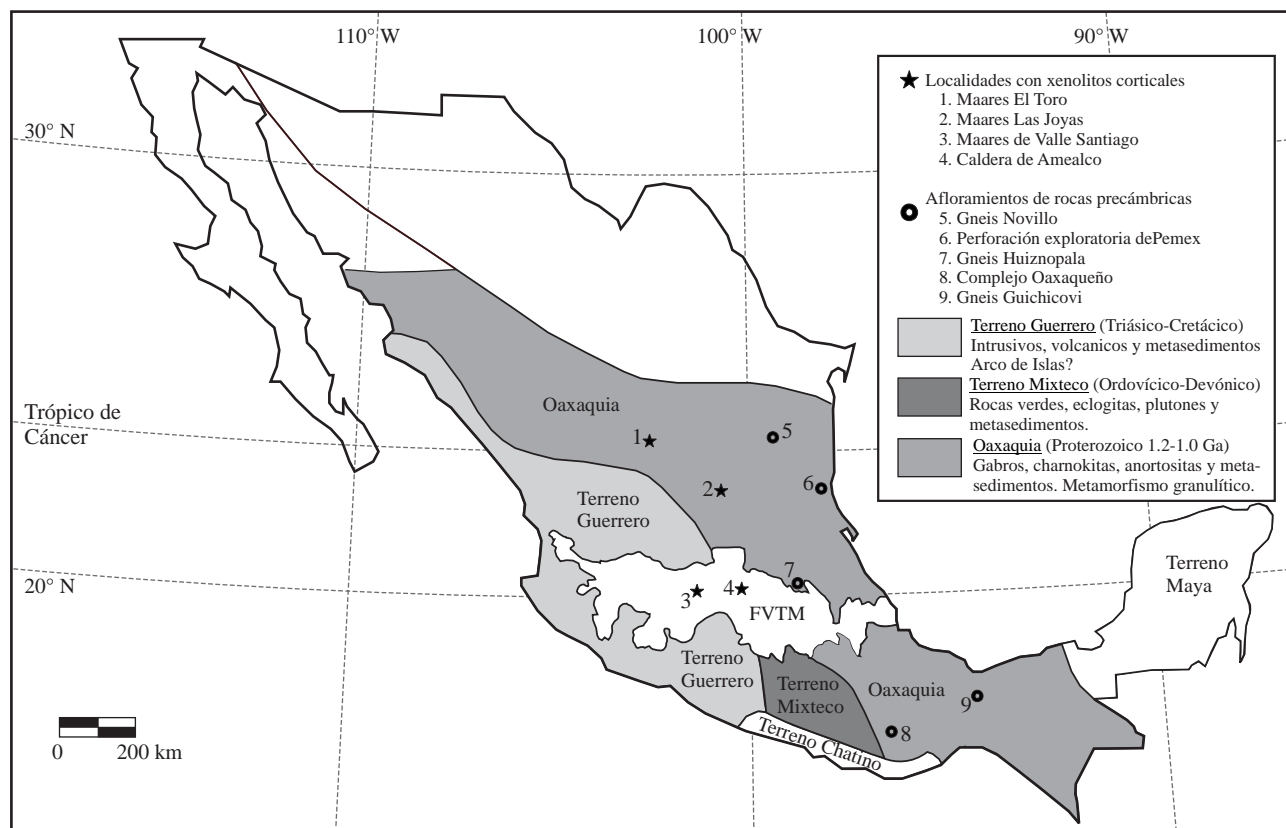 110° W
100° W
90° W
30° N
Trópico de
Cáncer
20° N
Localidades con xenolitos corticales
1. Maares El Toro
2. Maares Las Joyas
3. Maares de Valle Santiago
4. Caldera de Amealco
Afloramientos de rocas precámbricas
5. Gneis Novillo
6. Perforación exploratoria dePemex
7. Gneis Huiznopala
8. Complejo Oaxaqueño
9. Gneis Guichicovi
Terreno Guerrero (Triásico-Cretácico)
Intrusivos, volcanicos y metasedimentos
Arco de Islas?
Terreno Mixteco (Ordovícico-Devónico)
Rocas verdes, eclogitas, plutones y
metasedimentos.
Oaxaquia (Proterozoico 1.2-1.0 Ga)
Gabros, charnokitas, anortositas y meta-
sedimentos. Metamorfismo granulítico.
Oaxaquia
1
5
2
6
Terreno
Guerrero
7
3
4
FVTM
Terreno
Maya
Terreno
Guerrero
Terreno
Mixteco
Oaxaquia
9
8
Terreno Chatino
0 200 km